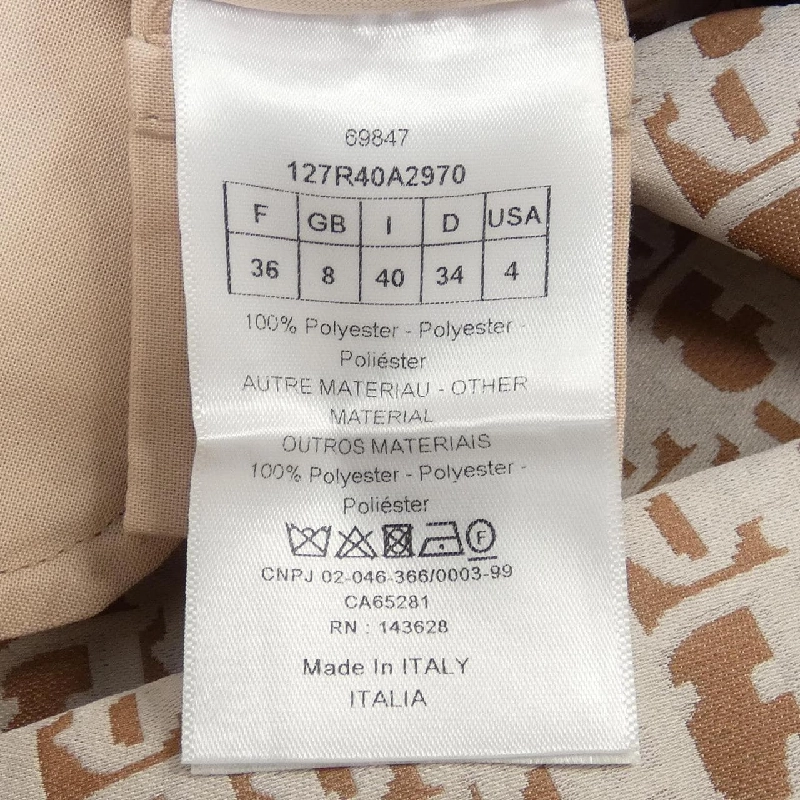 69847
127R40A2970
F GB I D USA
36 8 40 34 4
100% Polyester - Polyester -
Poliéster
AUTRE MATERIAU - OTHER
MATERIAL
OUTROS MATERIAIS
100% Polyester - Polyester -
Poliéster
F
CNPJ 02-046-366/0003-99
CA65281
RN : 143628
Made In ITALY
ITALIA